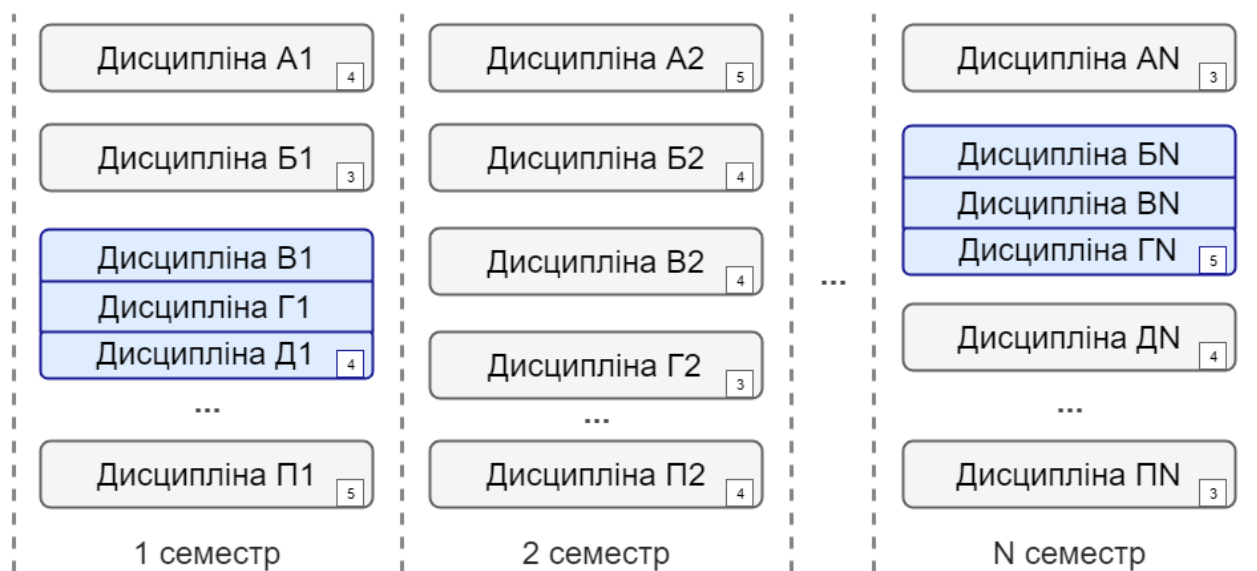 Дисципліна А1
4
Дисципліна Б1
3
Дисципліна В1
Дисципліна Г1
Дисципліна Д1
4
...
Дисципліна П1
5
1 семестр
Дисципліна А2
5
Дисципліна Б2
4
Дисципліна В2
4
Дисципліна Г2
3
...
Дисципліна П2
4
2 семестр
...
Дисципліна АN
3
Дисципліна БN
Дисципліна ВN
Дисципліна ГN
5
Дисципліна ДN
4
...
Дисципліна ПN
3
N семестр